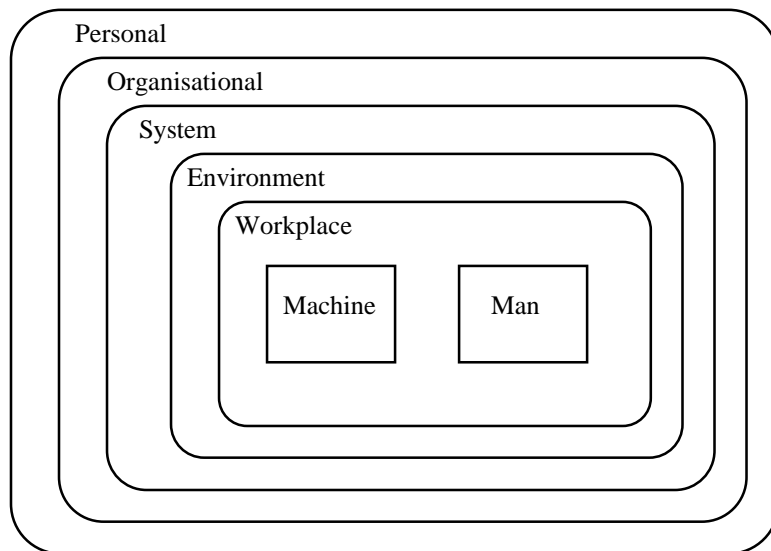 Personal
Organisational
System
Environment
Workplace
Machine Man